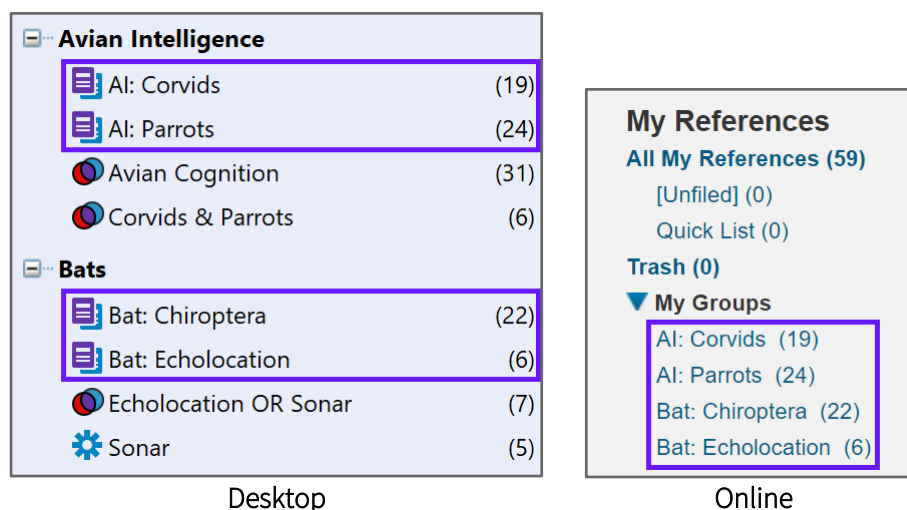 Avian Intelligence
AI: Corvids (19)
AI: Parrots (24)
Avian Cognition (31)
Corvids & Parrots (6)
Bats
Bat: Chiroptera (22)
Bat: Echolocation (6)
Echolocation OR Sonar (7)
Sonar (5)
Desktop
My References
All My References (59)
[Unfiled] (0)
Quick List (0)
Trash (0)
My Groups
AI: Corvids (19)
AI: Parrots (24)
Bat: Chiroptera (22)
Bat: Echolocation (6)
Online